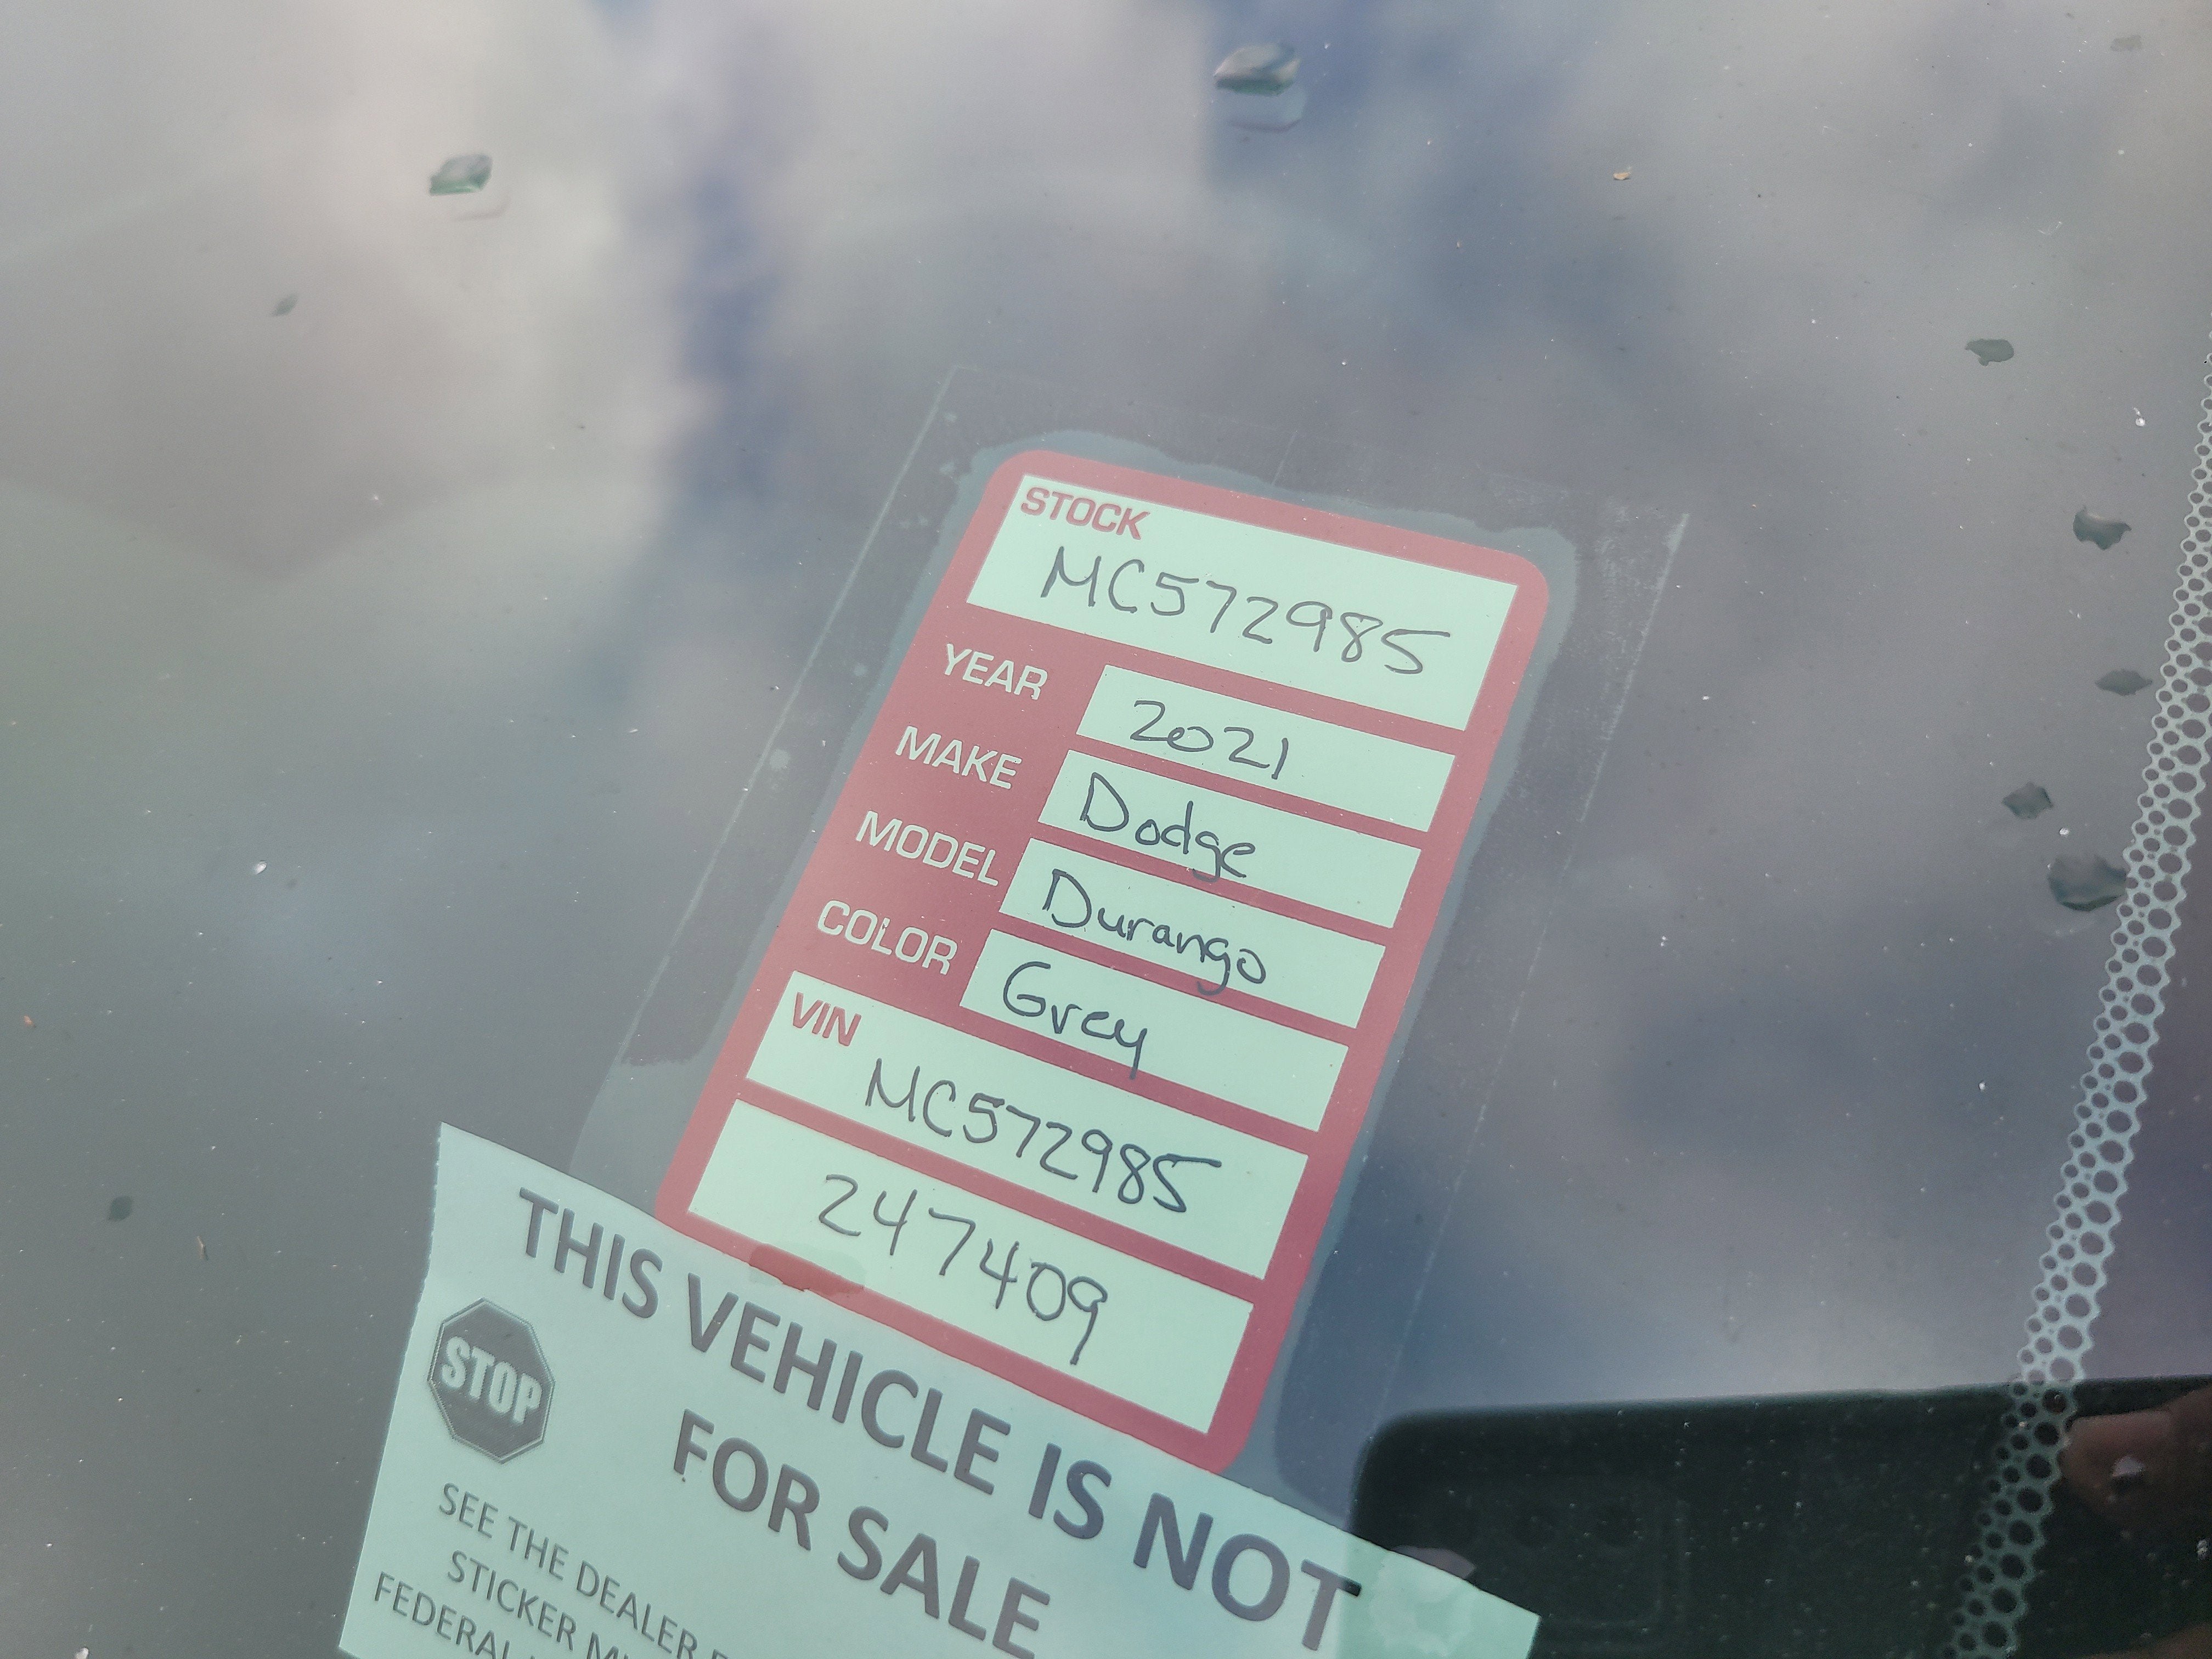 STOCK
MC572985
YEAR 2021
MAKE Dodge
MODEL Durango
COLOR Grey
VIN
MC572985
247409
THIS VEHICLE IS NOT
FOR SALE
STOP
SEE THE DEALER
STICKER
FEDERAL